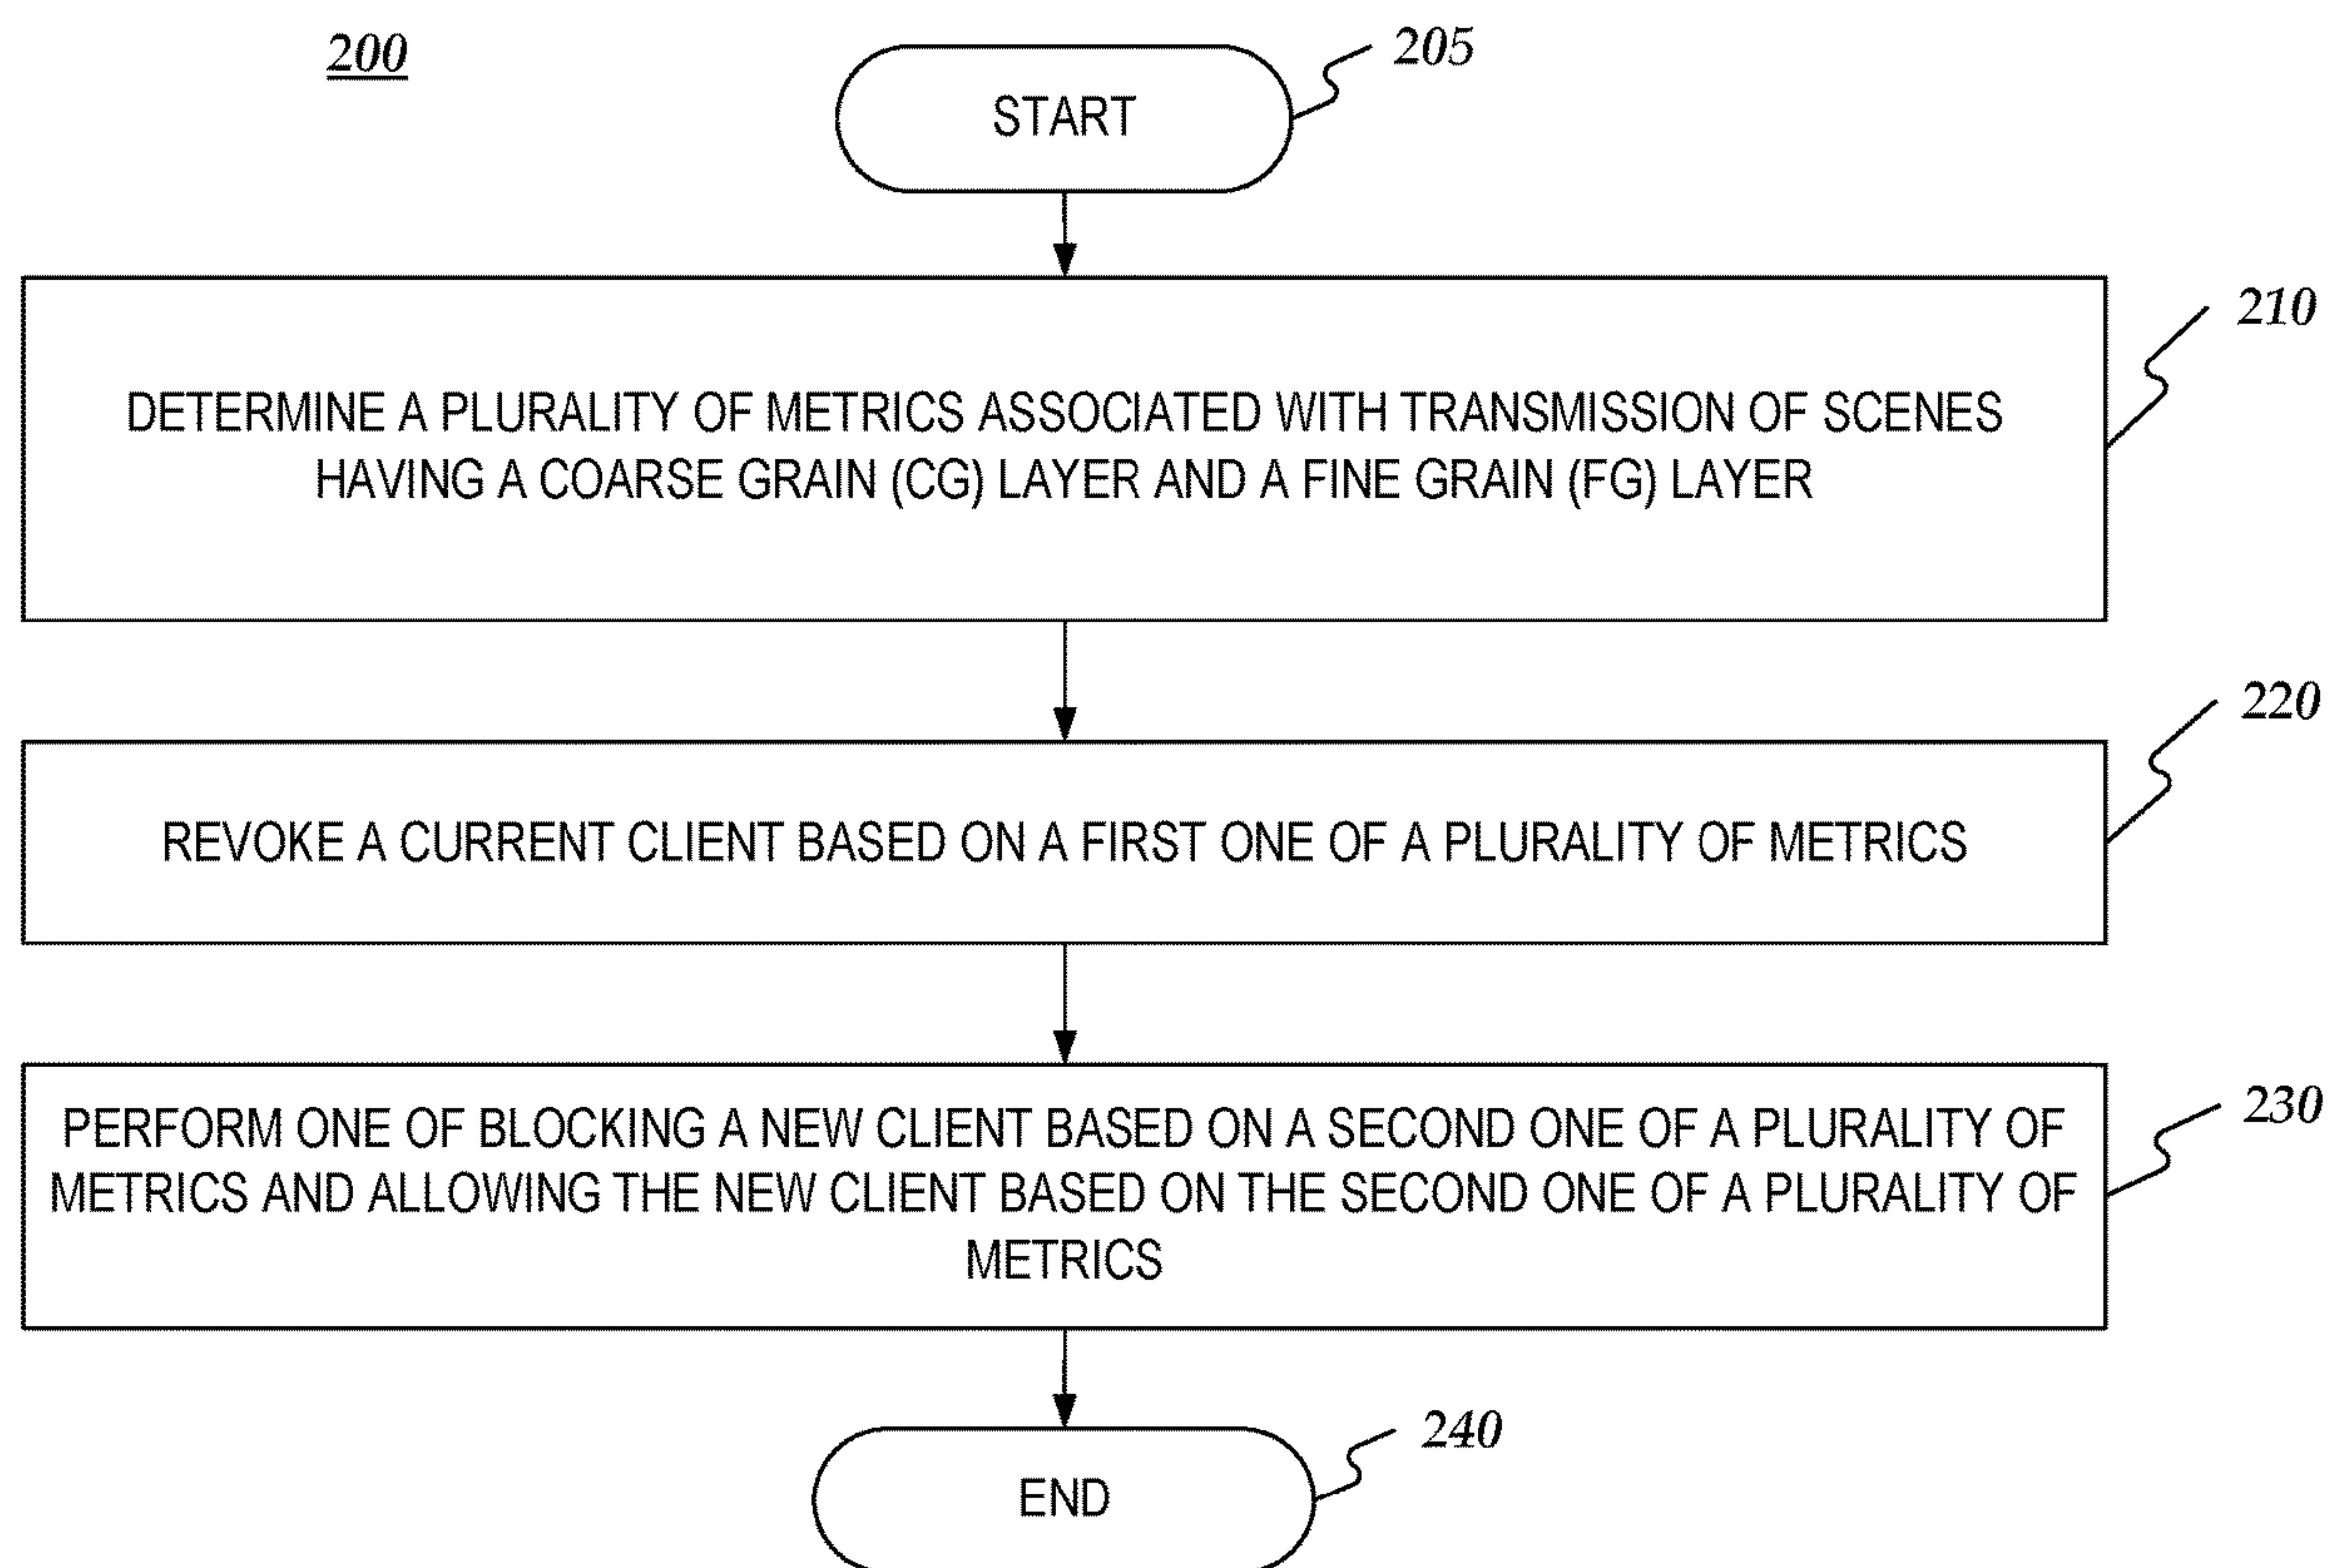 200
205
START
210
DETERMINE A PLURALITY OF METRICS ASSOCIATED WITH TRANSMISSION OF SCENES
HAVING A COARSE GRAIN (CG) LAYER AND A FINE GRAIN (FG) LAYER
220
REVOKE A CURRENT CLIENT BASED ON A FIRST ONE OF A PLURALITY OF METRICS
230
PERFORM ONE OF BLOCKING A NEW CLIENT BASED ON A SECOND ONE OF A PLURALITY OF
METRICS AND ALLOWING THE NEW CLIENT BASED ON THE SECOND ONE OF A PLURALITY OF
METRICS
240
END